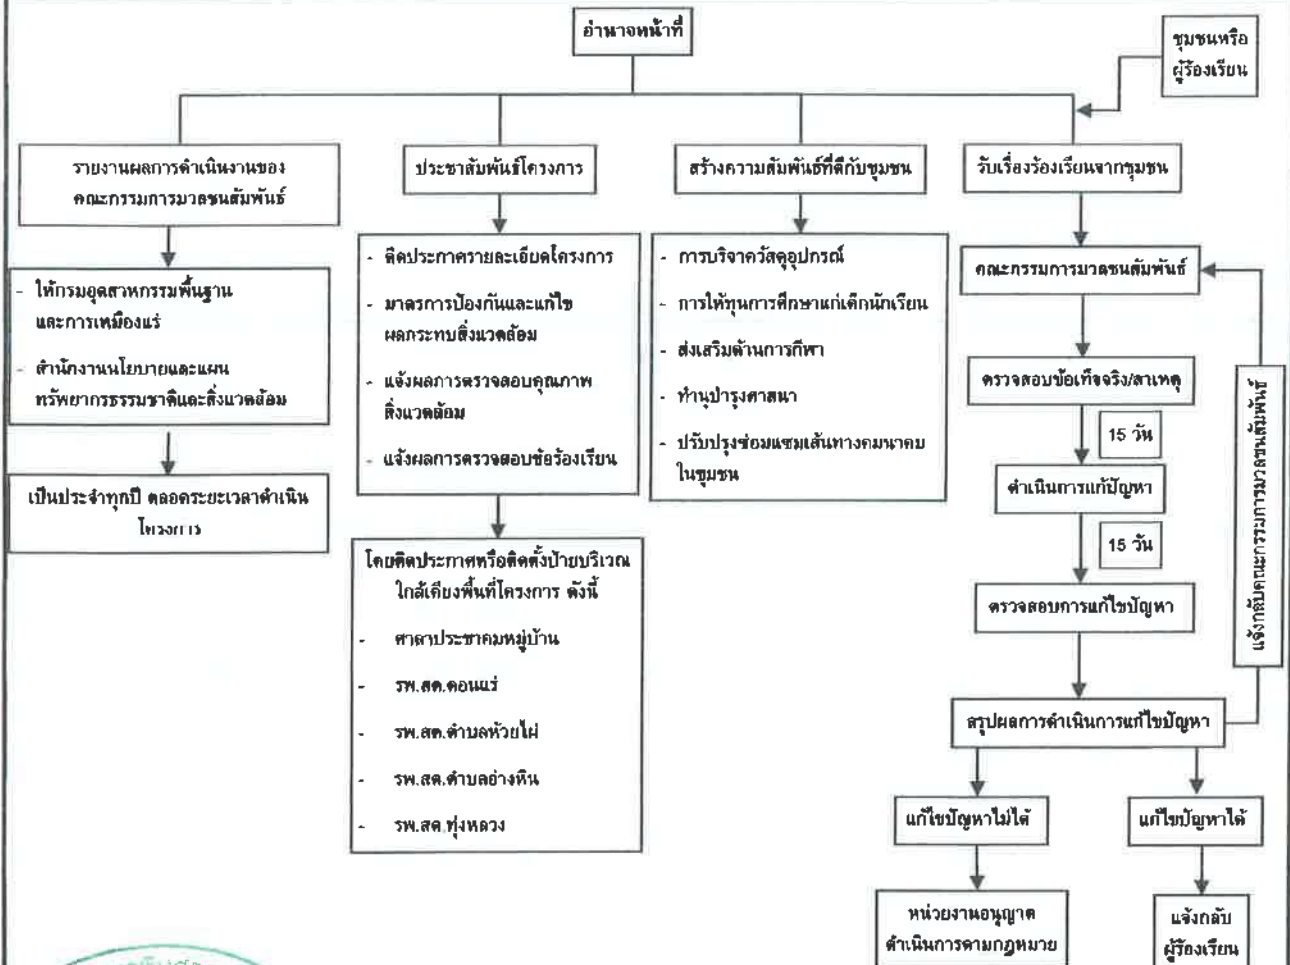 อำนาจหน้าที่
ชุมชนหรือ
ผู้ร้องเรียน
รายงานผลการดำเนินงานของ
คณะกรรมการมวลชนสัมพันธ์
- ให้กรมอุตสาหกรรมพื้นฐาน
และการเหมืองแร่
- สำนักงานนโยบายและแผน
ทรัพยากรธรรมชาติและสิ่งแวดล้อม
เป็นประจำทุกปี ตลอดระยะเวลาดำเนิน
โครงการ
ประชาสัมพันธ์โครงการ
- ติดประกาศรายละเอียดโครงการ
- มาตรการป้องกันและแก้ไข
ผลกระทบสิ่งแวดล้อม
- แจ้งผลการตรวจสอบคุณภาพ
สิ่งแวดล้อม
- แจ้งผลการตรวจสอบข้อร้องเรียน
โดยติดประกาศหรือติดตั้งป้ายบริเวณ
ใกล้เคียงพื้นที่โครงการ ดังนี้
- ศาลาประชาคมหมู่บ้าน
- รพ.สต.ดอนแร่
- รพ.สต.ตำบลห้วยไผ่
- รพ.สต.ตำบลอ่างหิน
- รพ.สต.ทุ่งหลวง
สร้างความสัมพันธ์ที่ดีกับชุมชน
- การบริจาควัสดุอุปกรณ์
- การให้ทุนการศึกษาแก่เด็กนักเรียน
- ส่งเสริมด้านการกีฬา
- ทำนุบำรุงศาสนา
- ปรับปรุงซ่อมแซมเส้นทางคมนาคม
ในชุมชน
รับเรื่องร้องเรียนจากชุมชน
คณะกรรมการมวลชนสัมพันธ์
ตรวจสอบข้อเท็จจริง/สาเหตุ
15 วัน
ดำเนินการแก้ปัญหา
15 วัน
ตรวจสอบการแก้ไขปัญหา
สรุปผลการดำเนินการแก้ไขปัญหา
แจ้งกลับคณะกรรมการมวลชนสัมพันธ์
แก้ไขปัญหาไม่ได้
แก้ไขปัญหาได้
หน่วยงานอนุญาต
ดำเนินการตามกฎหมาย
แจ้งกลับ
ผู้ร้องเรียน